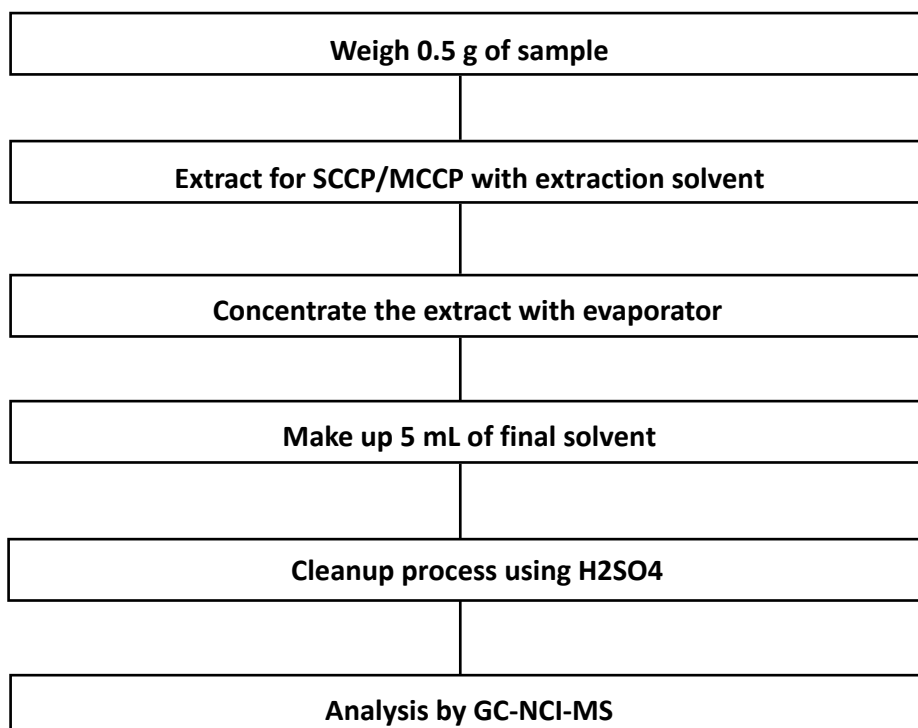 Weigh 0.5 g of sample
Extract for SCCP/MCCP with extraction solvent
Concentrate the extract with evaporator
Make up 5 mL of final solvent
Cleanup process using H2SO4
Analysis by GC-NCI-MS